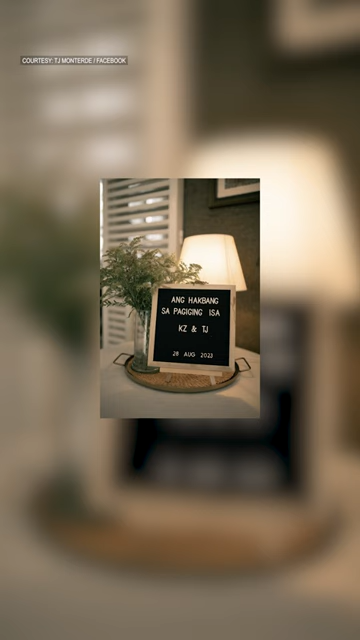 COURTESY: TJ MONTERDE / FACEBOOK
ANG HAKBANG
SA PAGIGING ISA
KZ & TJ
28 AUG 2023